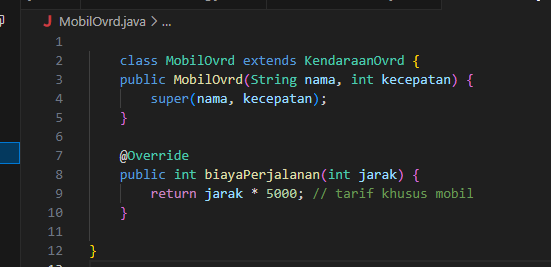 MobilOvrd.java > ...
1
2 class MobilOvrd extends KendaraanOvrd {
3 public MobilOvrd(String nama, int kecepatan) {
4 super(nama, kecepatan);
5 }
6
7 @Override
8 public int biayaPerjalanan(int jarak) {
9 return jarak * 5000; // tarif khusus mobil
10 }
11
12 }